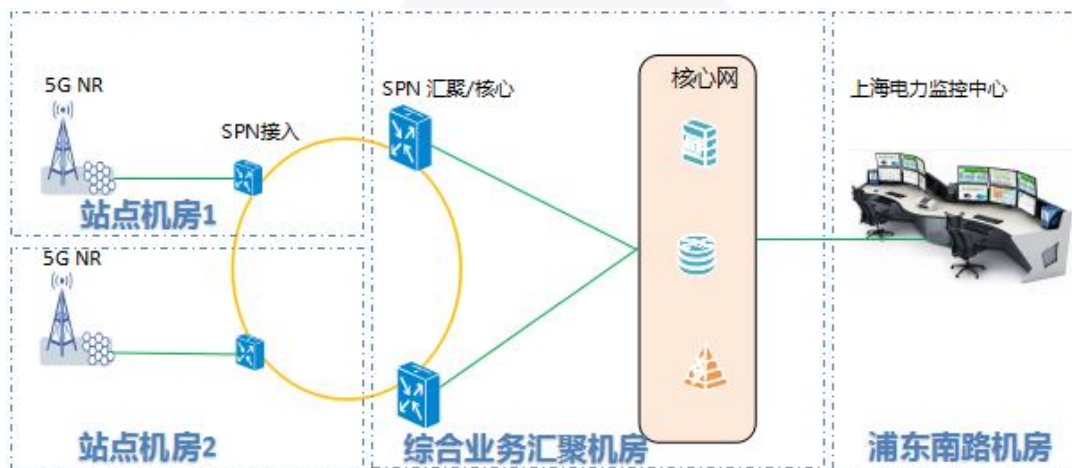 5G NR
SPN接入
站点机房1
5G NR
站点机房2
SPN 汇聚/核心
核心网
综合业务汇聚机房
上海电力监控中心
浦东南路机房